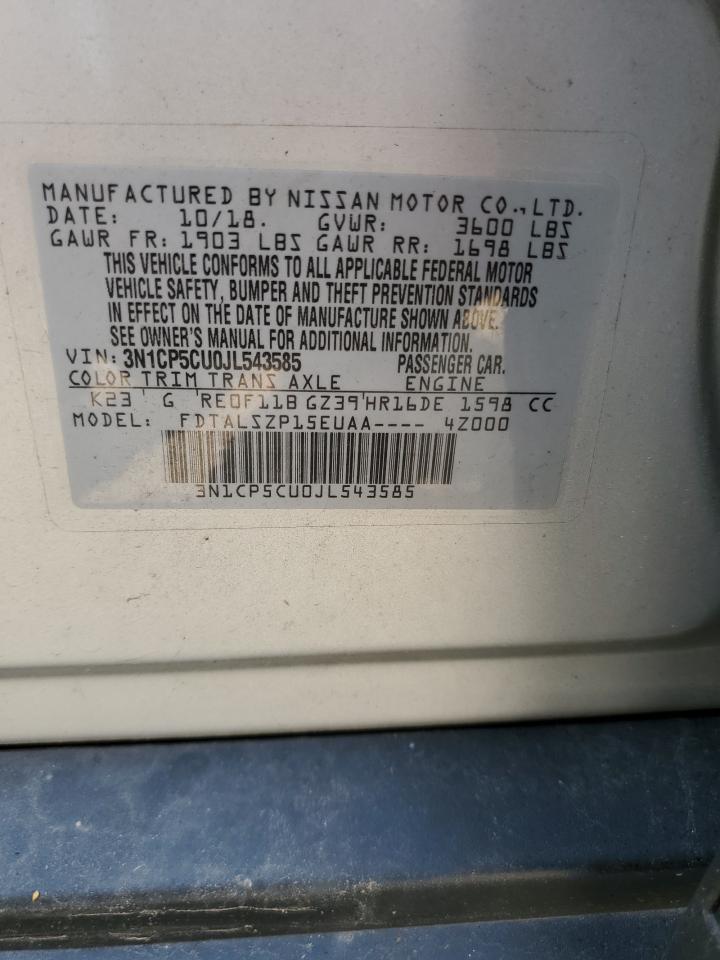 MANUFACTURED BY NISSAN MOTOR CO., LTD.
DATE: 10/18. GVWR: 3600 LBS
GAWR FR: 1903 LBS GAWR RR: 1698 LBS
THIS VEHICLE CONFORMS TO ALL APPLICABLE FEDERAL MOTOR
VEHICLE SAFETY, BUMPER AND THEFT PREVENTION STANDARDS
IN EFFECT ON THE DATE OF MANUFACTURE SHOWN ABOVE.
SEE OWNER'S MANUAL FOR ADDITIONAL INFORMATION.
VIN: 3N1CP5CU0JL543585 PASSENGER CAR.
COLOR TRIM TRANS AXLE ENGINE
K23 ' G 'RE0F11B GZ39'HR16DE 1598 CC
MODEL: FDTALSZP15EUAA---- 4Z000
3N1CP5CU0JL543585